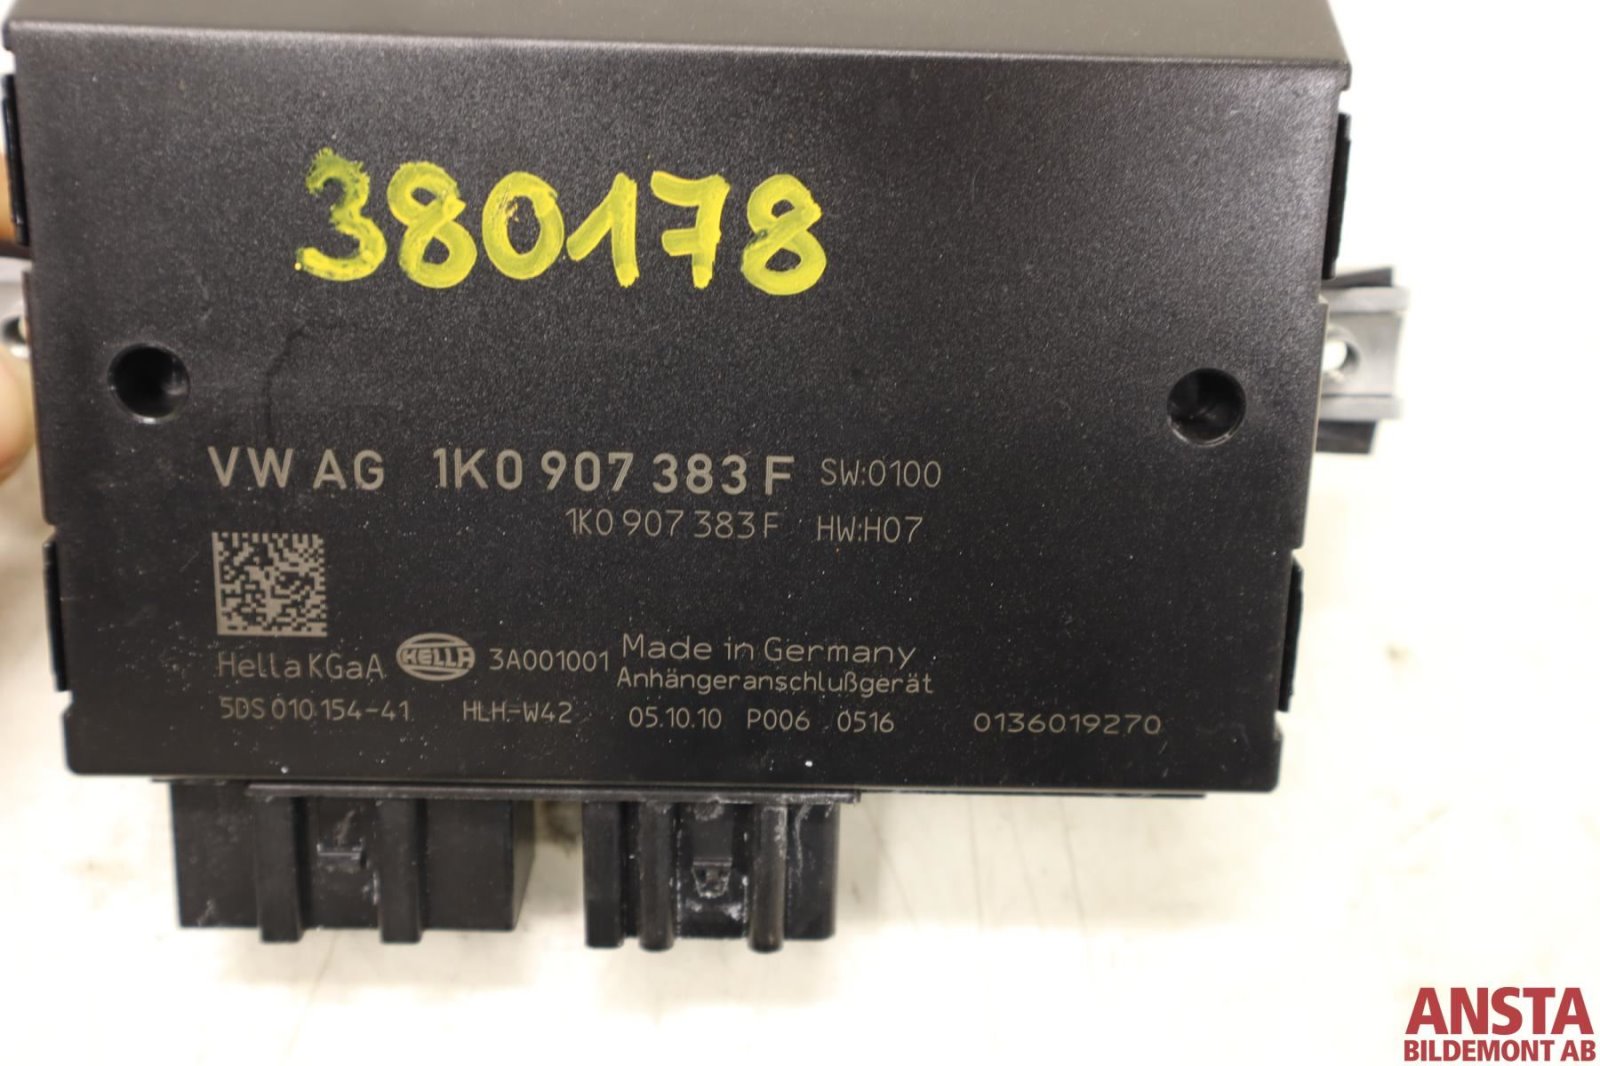 380178
VW AG 1K0 907 383 F SW:0100
1K0 907 383 F HW:H07
Hella KGaA HELLA 3A001001 Made in Germany
Anhängeranschlußgerät
5DS 010.154-41 HLH-W42 05.10.10 P006 0516 0136019270
ANSTA
BILDEMONT AB